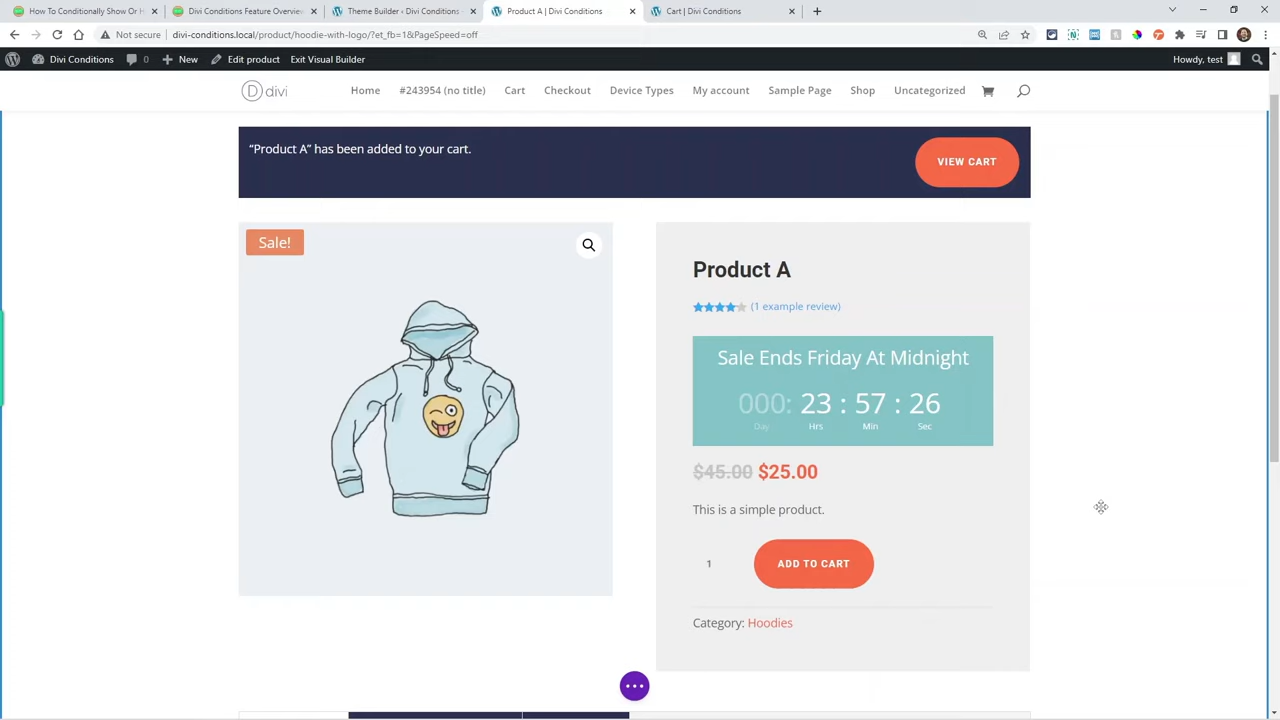 How To Conditionally Show Or H
Divi Conditions Feature Overview
Theme Builder ‹ Divi Conditions
Product A | Divi Conditions
Cart | Divi Conditions
Not secure
divi-conditions.local/product/hoodie-with-logo/?et_fb=1&PageSpeed=off
Divi Conditions
0
New
Edit product
Exit Visual Builder
Howdy, test
divi
Home
#243954 (no title)
Cart
Checkout
Device Types
My account
Sample Page
Shop
Uncategorized
“Product A” has been added to your cart.
VIEW CART
Sale!
Product A
(1 example review)
Sale Ends Friday At Midnight
000: 23 : 57 : 26
Day Hrs Min Sec
$45.00 $25.00
This is a simple product.
1
ADD TO CART
Category: Hoodies